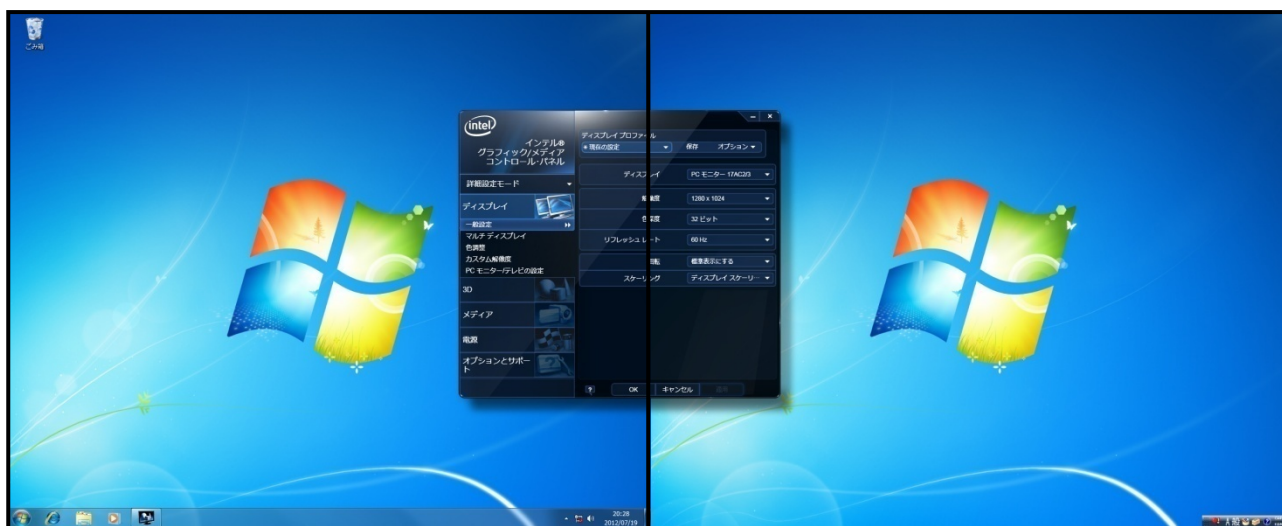 ごみ箱
intel
インテル®
グラフィック/メディア
コントロール・パネル
詳細設定モード
ディスプレイ
一般設定
マルチ ディスプレイ
色調整
カスタム解像度
PC モニター/テレビの設定
3D
メディア
電源
オプションとサポー
ト
ディスプレイ プロファール
現在の設定
保存 オプション
ディスプレイ PC モニター 17AC2/3
解像度 1280 x 1024
色深度 32 ビット
リフレッシュ レート 60 Hz
回転 標準表示にする
スケーリング ディスプレイ スケーリ…
? OK キャンセル 適用
20:28
2012/07/19